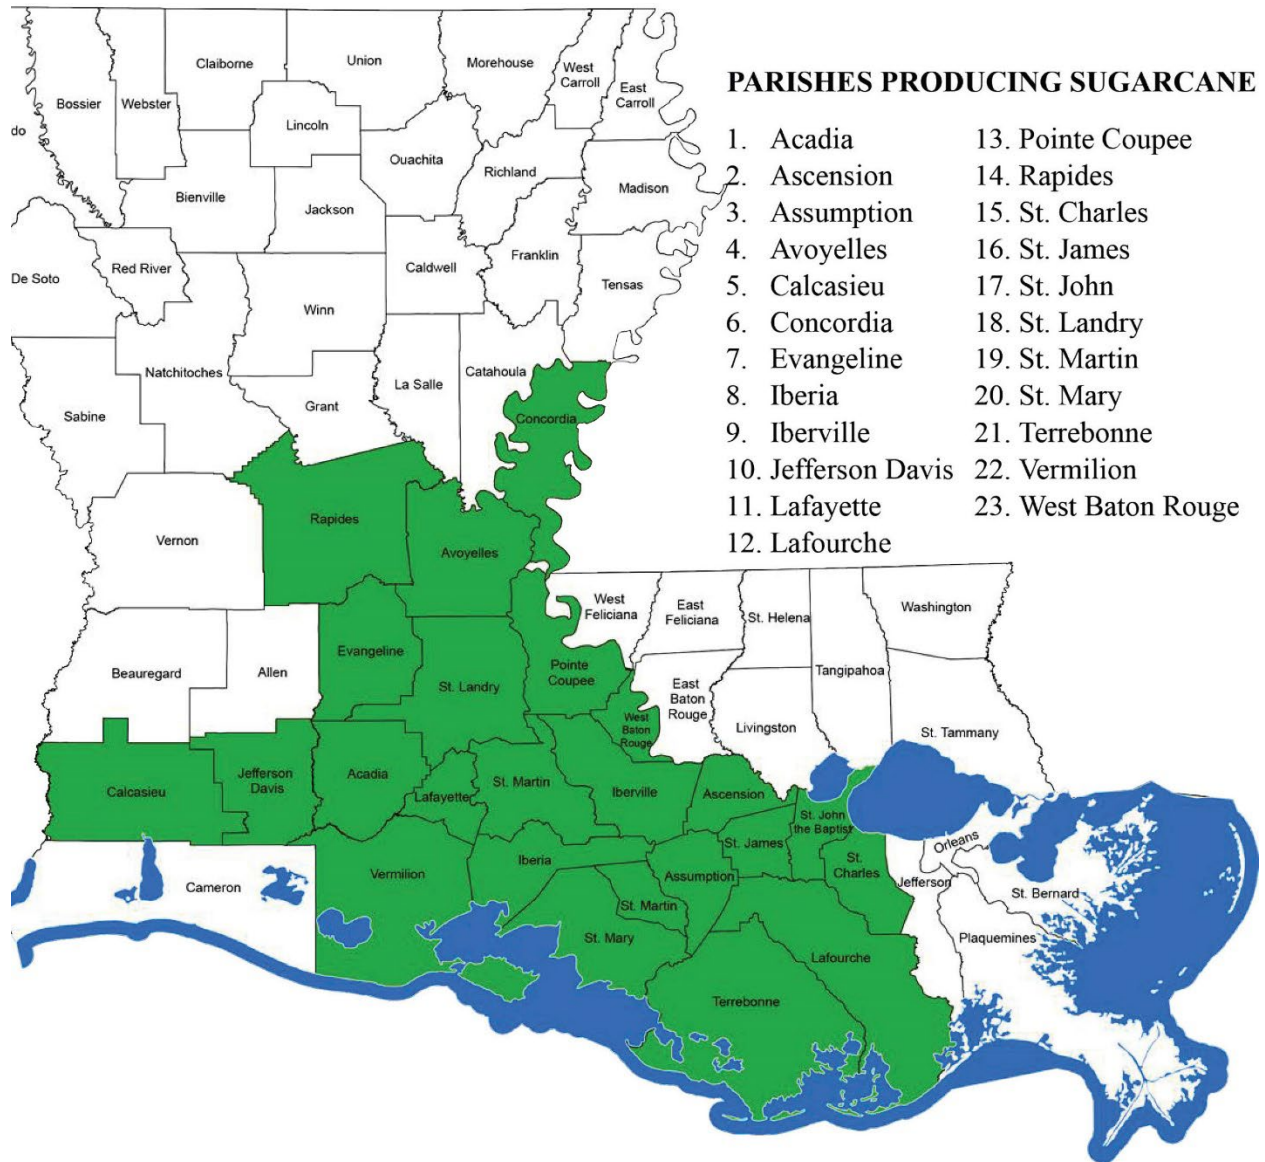 PARISHES PRODUCING SUGARCANE
1. Acadia
2. Ascension
3. Assumption
4. Avoyelles
5. Calcasieu
6. Concordia
7. Evangeline
8. Iberia
9. Iberville
10. Jefferson Davis
11. Lafayette
12. Lafourche
13. Pointe Coupee
14. Rapides
15. St. Charles
16. St. James
17. St. John
18. St. Landry
19. St. Martin
20. St. Mary
21. Terrebonne
22. Vermilion
23. West Baton Rouge
Claiborne
Union
Morehouse
West
Carroll
East
Carroll
Bossier
Webster
do
Lincoln
Ouachita
Richland
Madison
Bienville
Jackson
De Soto
Red River
Caldwell
Franklin
Tensas
Winn
Natchitoches
La Salle
Catahoula
Sabine
Grant
Concordia
Vernon
Rapides
Avoyelles
West
Feliciana
East
Feliciana
St. Helena
Washington
Beauregard
Allen
Evangeline
St. Landry
Pointe
Coupee
East
Baton
Rouge
Tangipahoa
West
Baton
Rouge
Livingston
St. Tammany
Calcasieu
Jefferson
Davis
Acadia
Lafayette
St. Martin
Iberville
Ascension
St. John
the Baptist
St. James
Orleans
Cameron
Vermilion
Iberia
Assumption
St.
Charles
Jefferson
St. Bernard
St. Martin
St. Mary
Plaquemines
Lafourche
Terrebonne